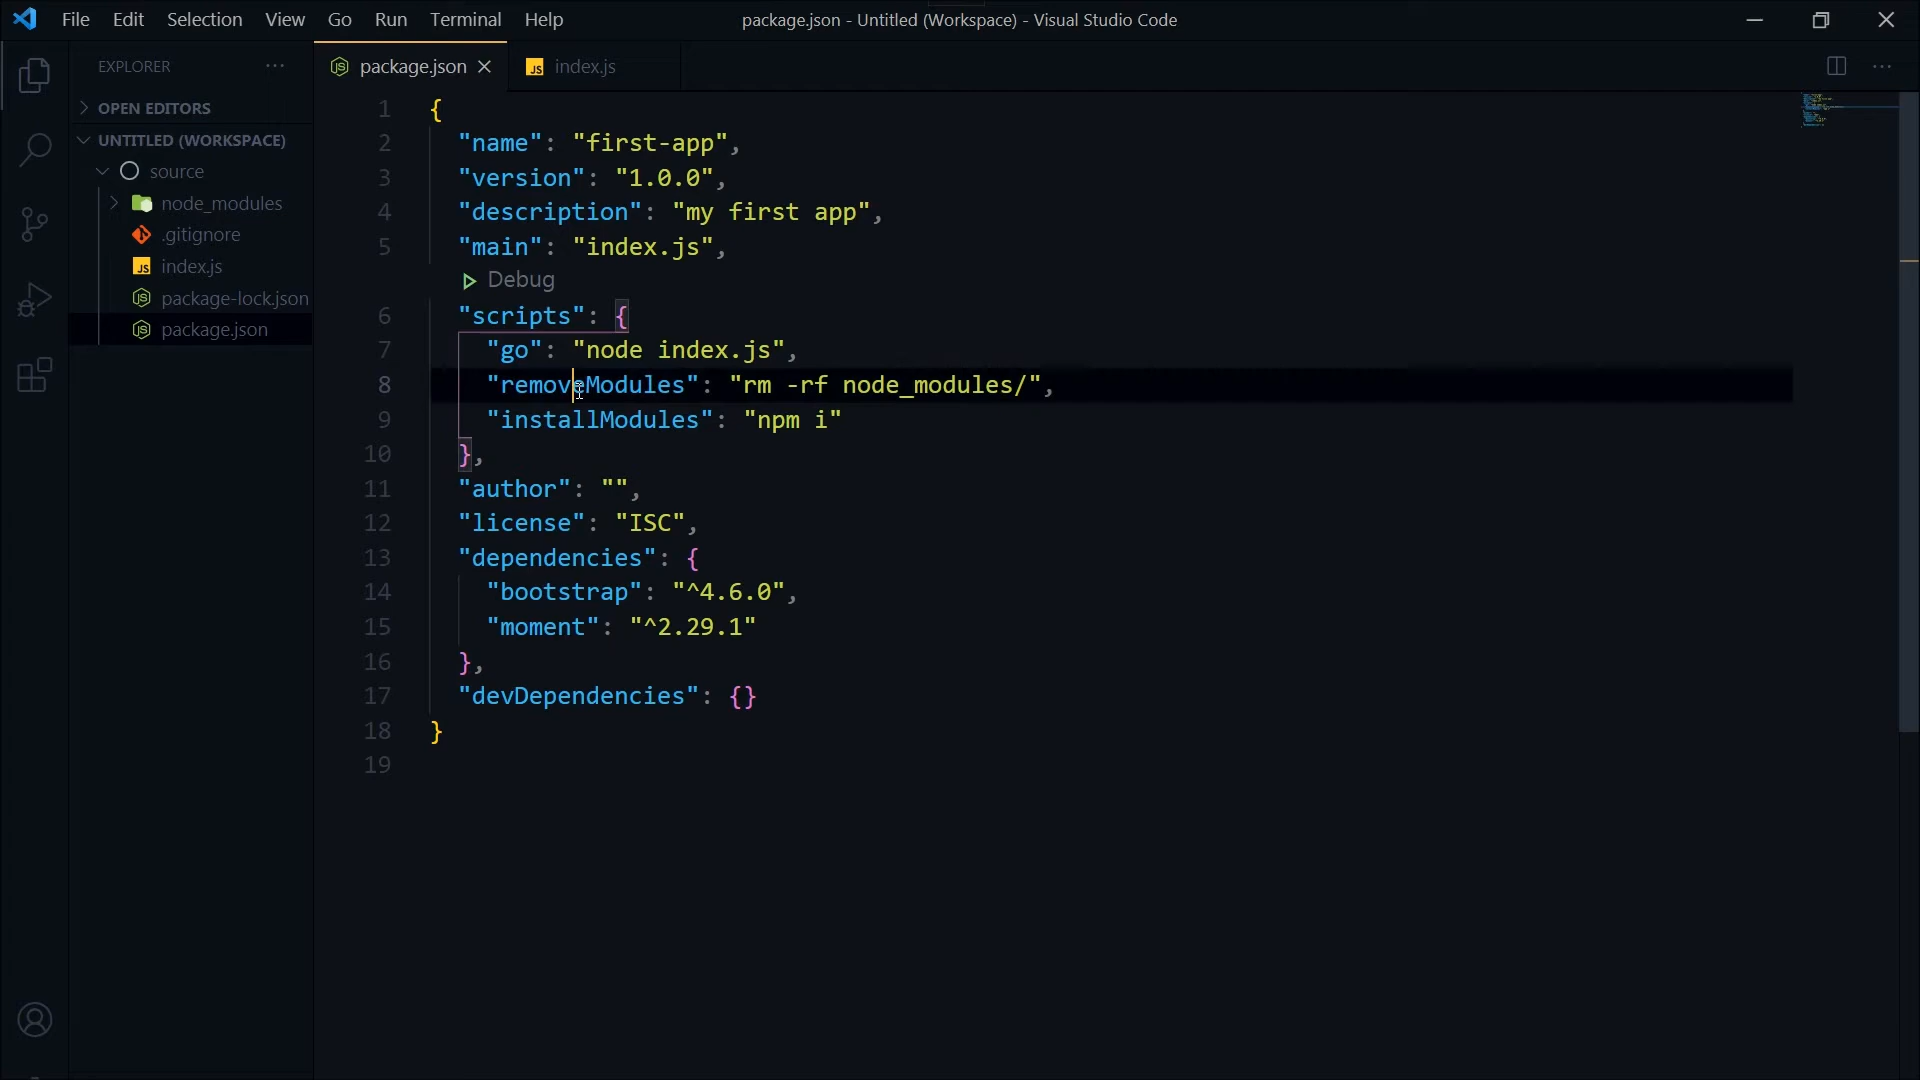 File Edit Selection View Go Run Terminal Help
package.json - Untitled (Workspace) - Visual Studio Code
EXPLORER
package.json
JS index.js
OPEN EDITORS
UNTITLED (WORKSPACE)
source
node_modules
.gitignore
JS index.js
package-lock.json
package.json
1 {
2 "name": "first-app",
3 "version": "1.0.0",
4 "description": "my first app",
5 "main": "index.js",
Debug
6 "scripts": {
7 "go": "node index.js",
8 "removeModules": "rm -rf node_modules/",
9 "installModules": "npm i"
10 },
11 "author": "",
12 "license": "ISC",
13 "dependencies": {
14 "bootstrap": "^4.6.0",
15 "moment": "^2.29.1"
16 },
17 "devDependencies": {}
18 }
19